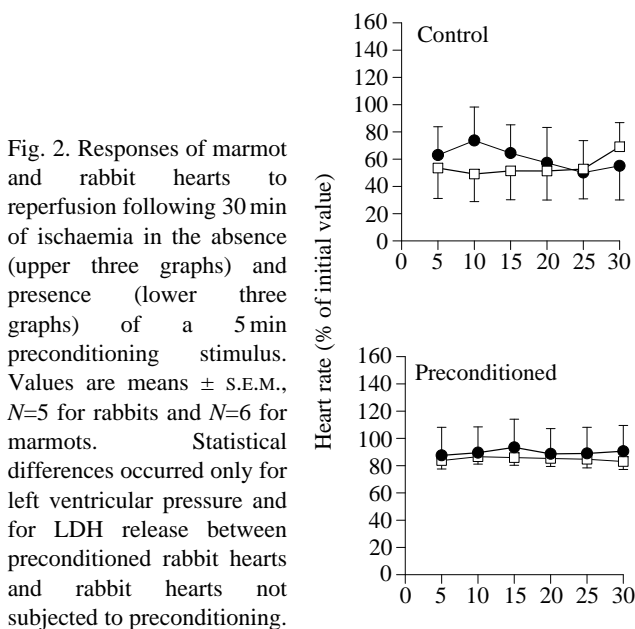 Fig. 2. Responses of marmot
and rabbit hearts to
reperfusion following 30 min
of ischaemia in the absence
(upper three graphs) and
presence (lower three
graphs) of a 5 min
preconditioning stimulus.
Values are means ± S.E.M.,
N=5 for rabbits and N=6 for
marmots. Statistical
differences occurred only for
left ventricular pressure and
for LDH release between
preconditioned rabbit hearts
and rabbit hearts not
subjected to preconditioning.
Heart rate (% of initial value)
Control
160
140
120
100
80
60
40
20
0
0 5 10 15 20 25 30
Preconditioned
160
140
120
100
80
60
40
20
0
0 5 10 15 20 25 30